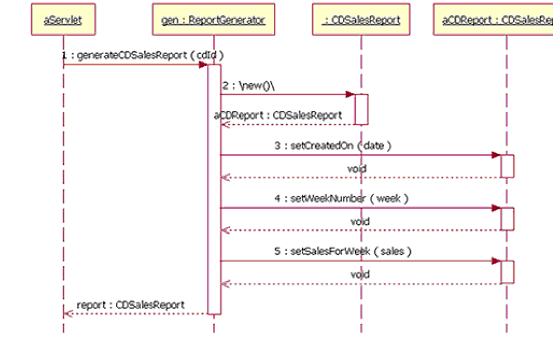 aServlet
gen : ReportGenerator
: CDSalesReport
aCDReport : CDSalesRep
1 : generateCDSalesReport ( cdId )
2 : \new()\
aCDReport : CDSalesReport
3 : setCreatedOn ( date )
void
4 : setWeekNumber ( week )
void
5 : setSalesForWeek ( sales )
void
report : CDSalesReport